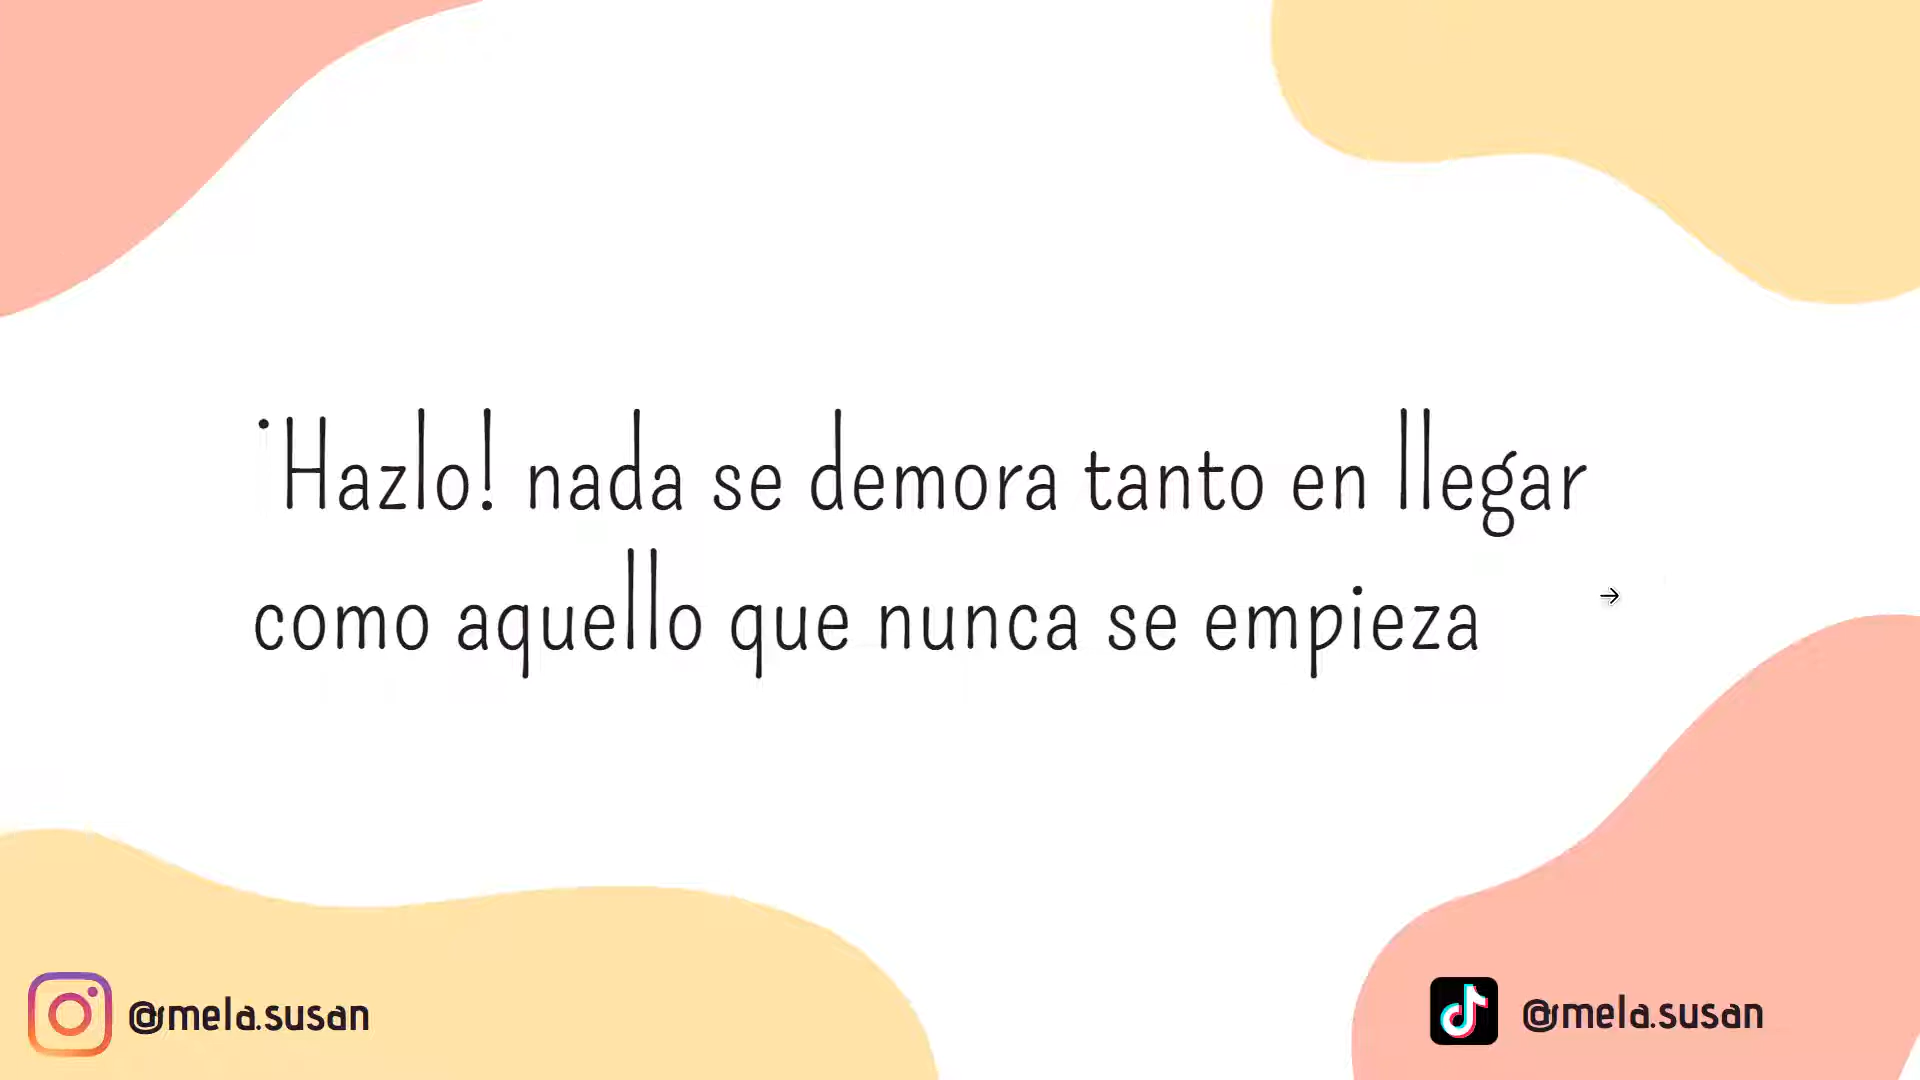 ¡Hazlo! nada se demora tanto en llegar
como aquello que nunca se empieza
@mela.susan
@mela.susan